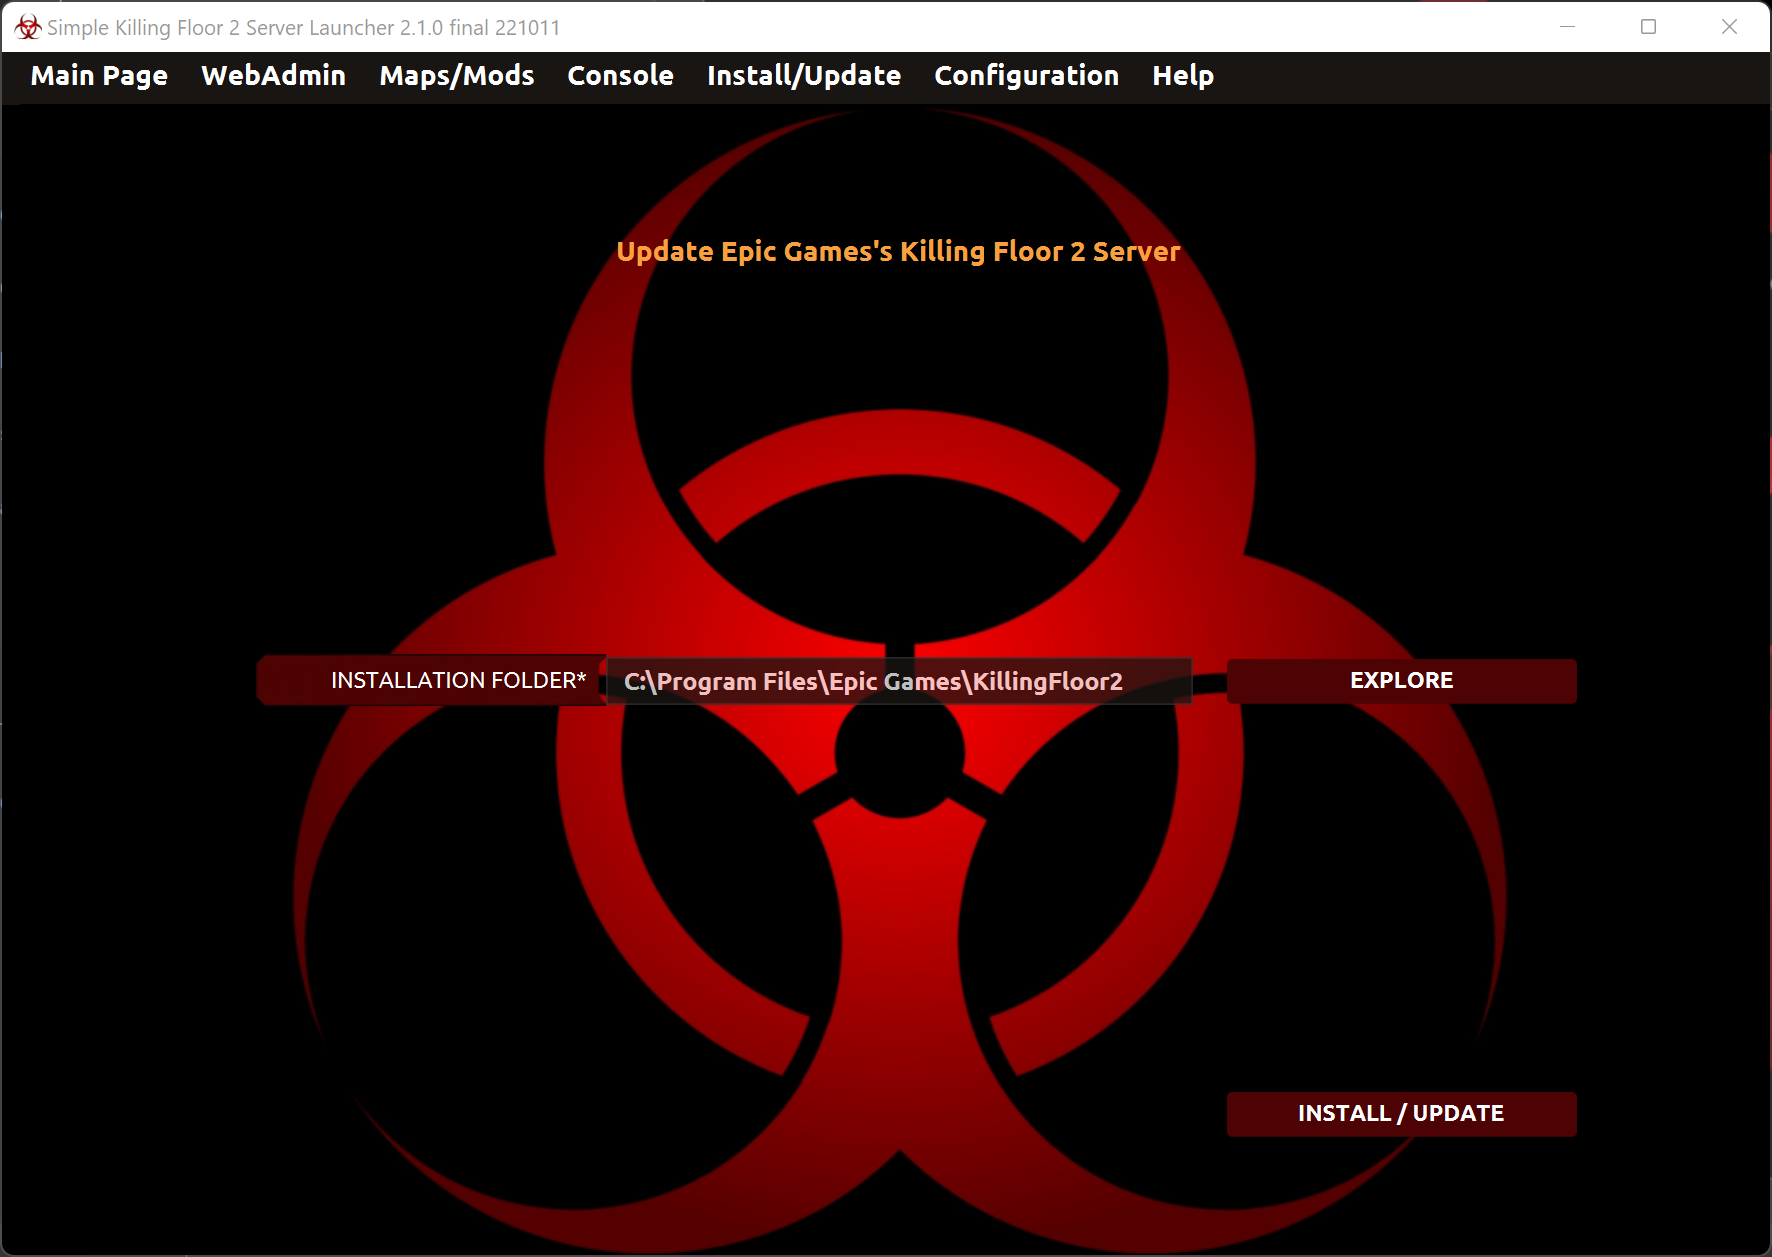 Simple Killing Floor 2 Server Launcher 2.1.0 final 221011
Main Page WebAdmin Maps/Mods Console Install/Update Configuration Help
Update Epic Games's Killing Floor 2 Server
INSTALLATION FOLDER* C:\Program Files\Epic Games\KillingFloor2 EXPLORE
INSTALL / UPDATE